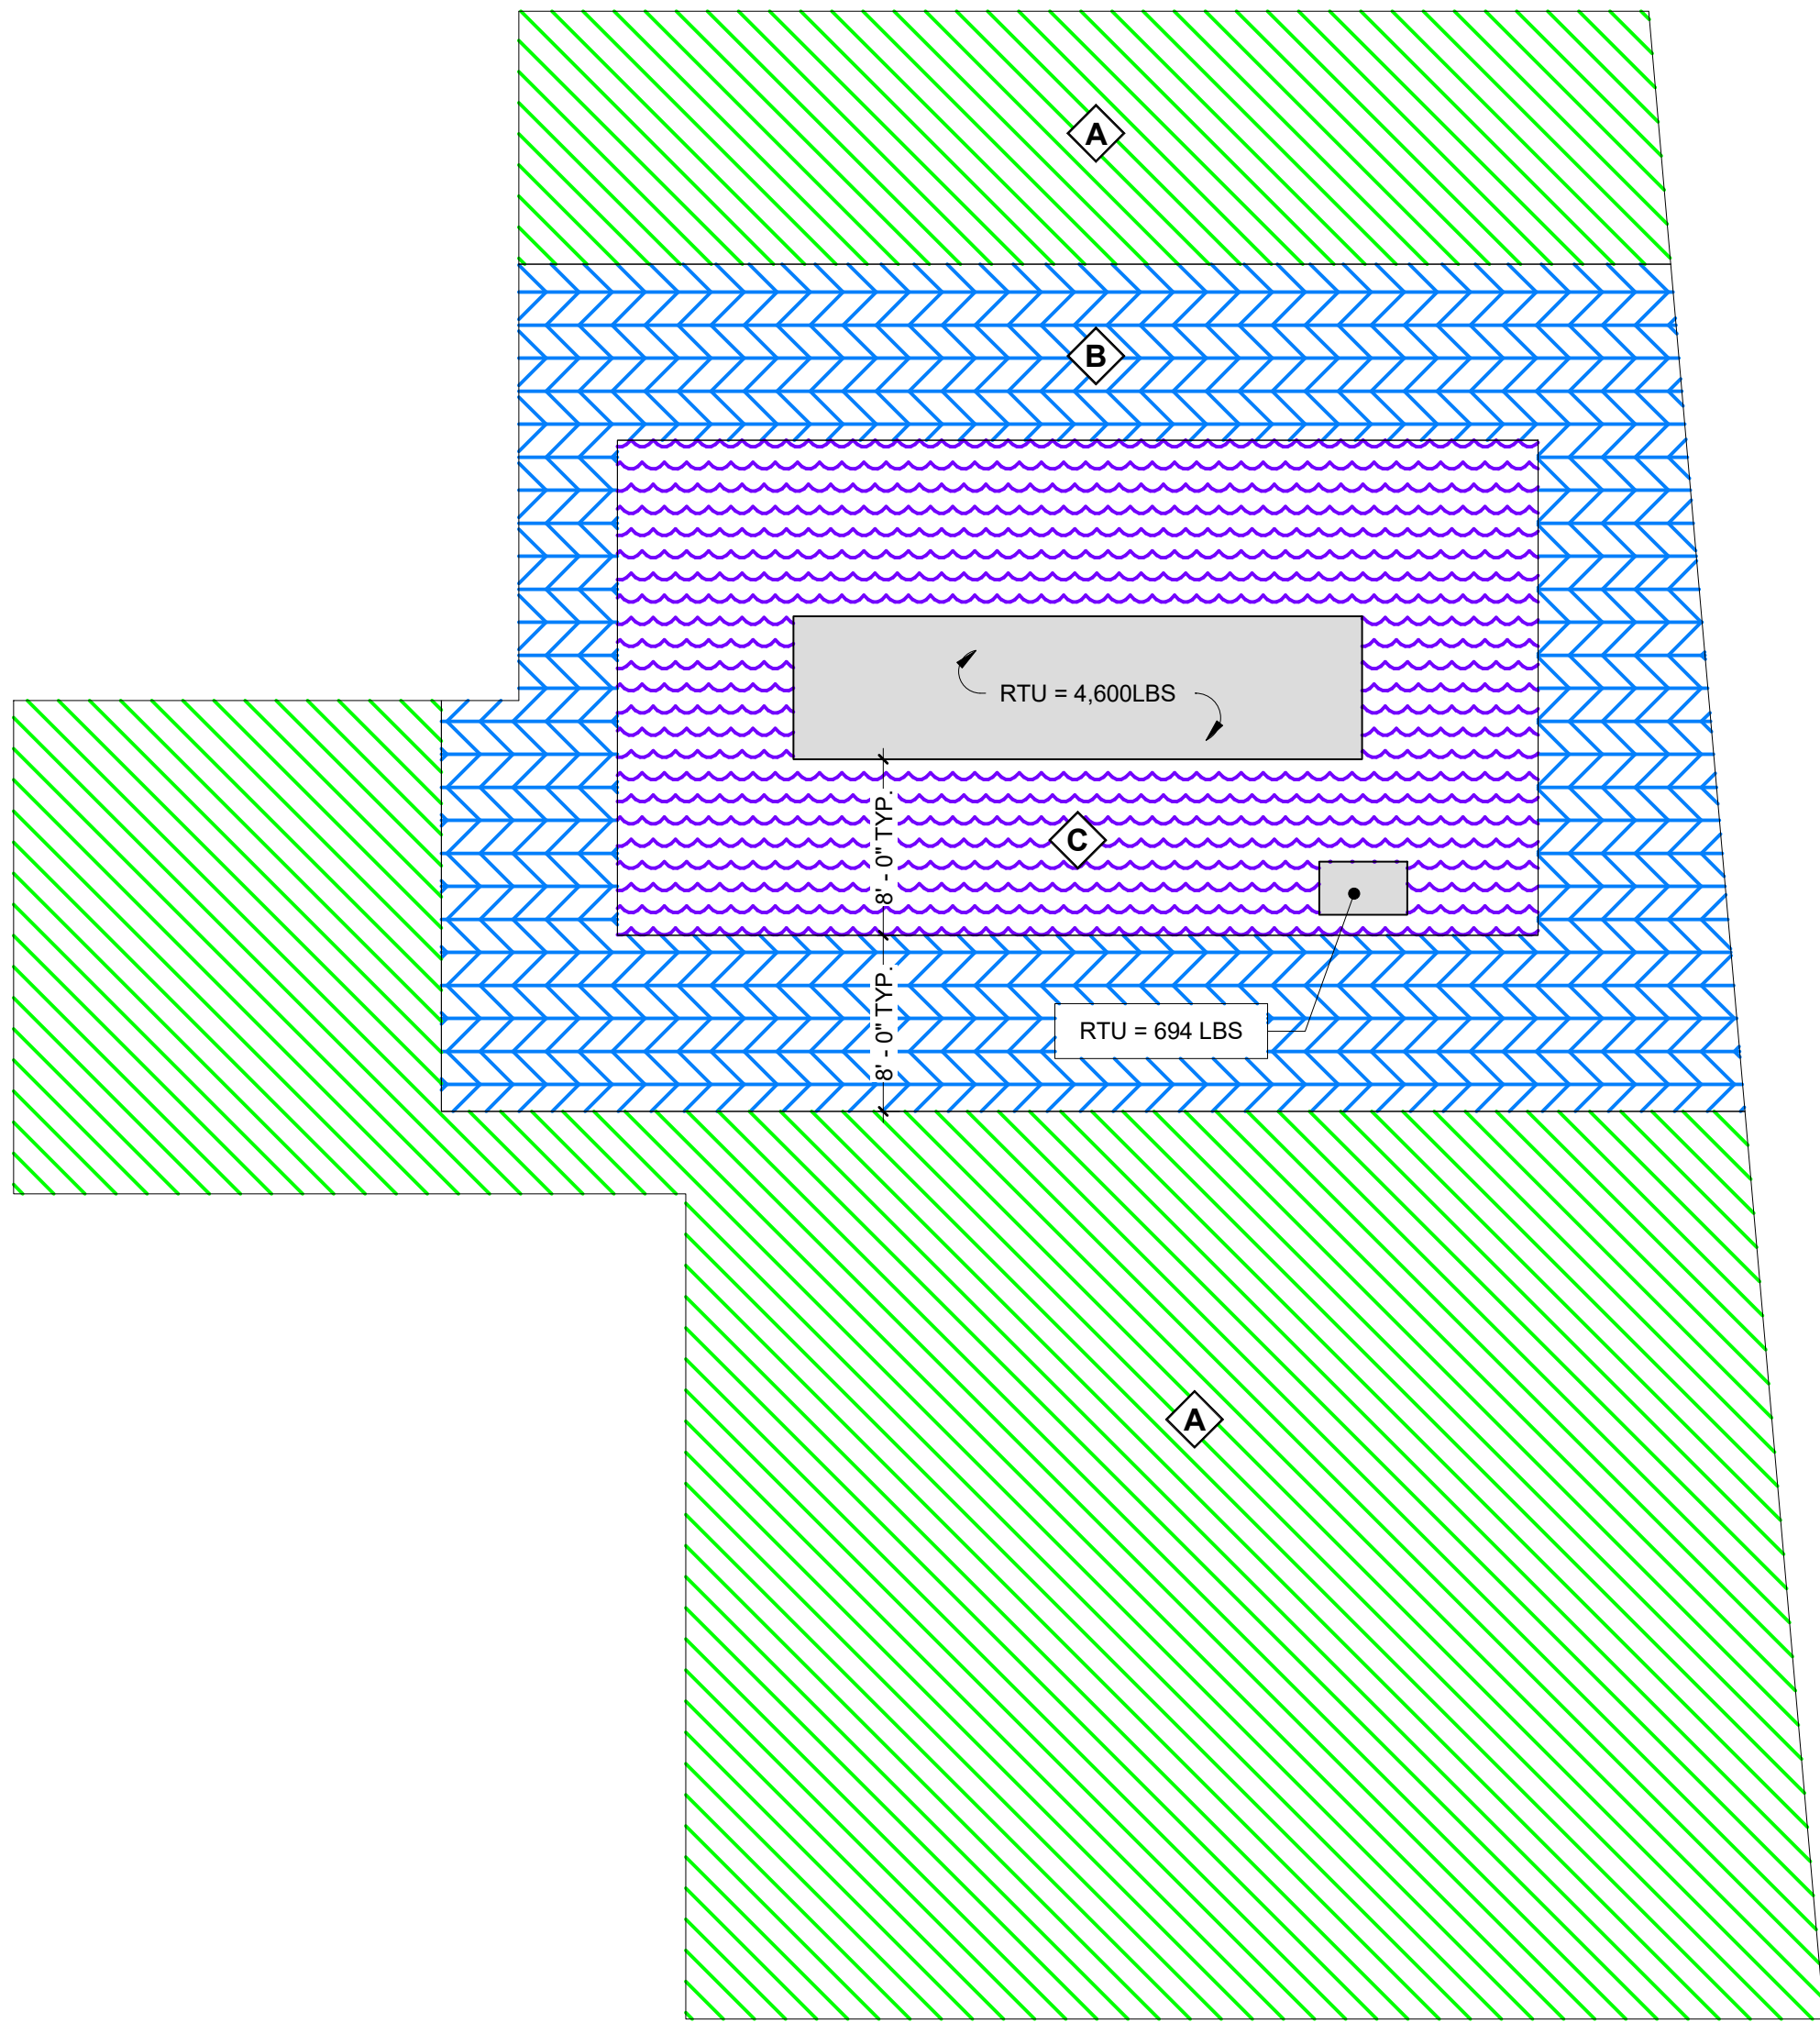 A
B
RTU = 4,600LBS
8' - 0" TYP.
C
8' - 0" TYP.
RTU = 694 LBS
A